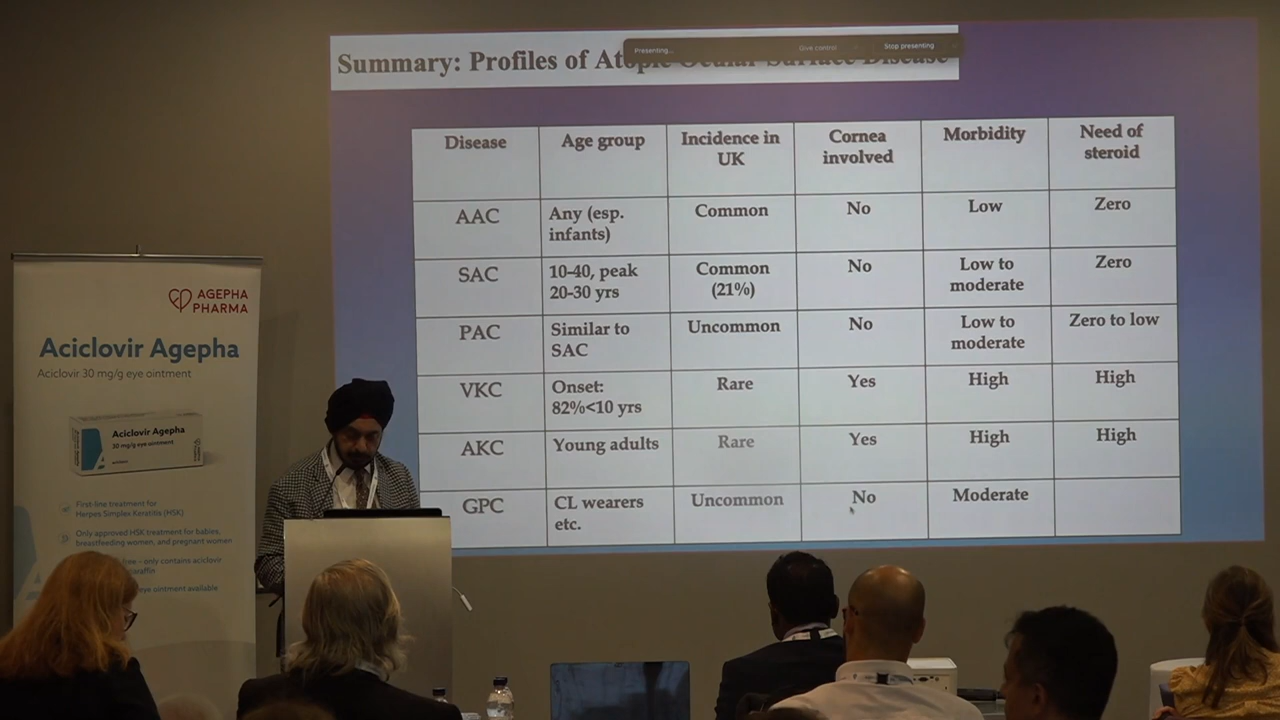 Presenting...
Give control
Stop presenting
Summary: Profiles of Atopic Ocular Surface Disease
Disease
Age group
Incidence in
UK
Cornea
involved
Morbidity
Need of
steroid
AAC
Any (esp.
infants)
Common
No
Low
Zero
SAC
10-40, peak
20-30 yrs
Common
(21%)
No
Low to
moderate
Zero
PAC
Similar to
SAC
Uncommon
No
Low to
moderate
Zero to low
VKC
Onset:
82%<10 yrs
Rare
Yes
High
High
AKC
Young adults
Rare
Yes
High
High
GPC
CL wearers
etc.
Uncommon
No
Moderate
AGEPHA
PHARMA
Aciclovir Agepha
Aciclovir 30 mg/g eye ointment
Aciclovir Agepha
30 mg/g eye ointment
First-line treatment for
Herpes Simplex Keratitis (HSK)
Only approved HSK treatment for babies,
breastfeeding women, and pregnant women
free - only contains aciclovir
eye ointment available